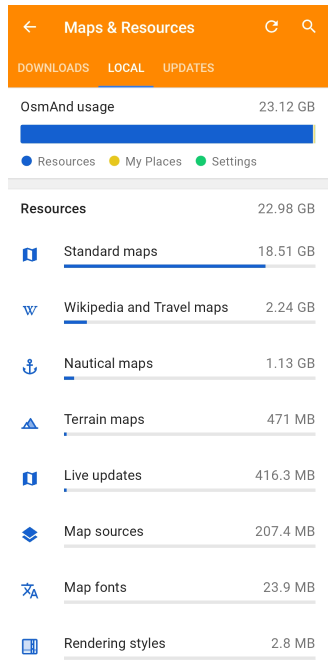 Maps & Resources
DOWNLOADS LOCAL UPDATES
OsmAnd usage 23.12 GB
Resources My Places Settings
Resources 22.98 GB
Standard maps 18.51 GB
Wikipedia and Travel maps 2.24 GB
Nautical maps 1.13 GB
Terrain maps 471 MB
Live updates 416.3 MB
Map sources 207.4 MB
Map fonts 23.9 MB
Rendering styles 2.8 MB